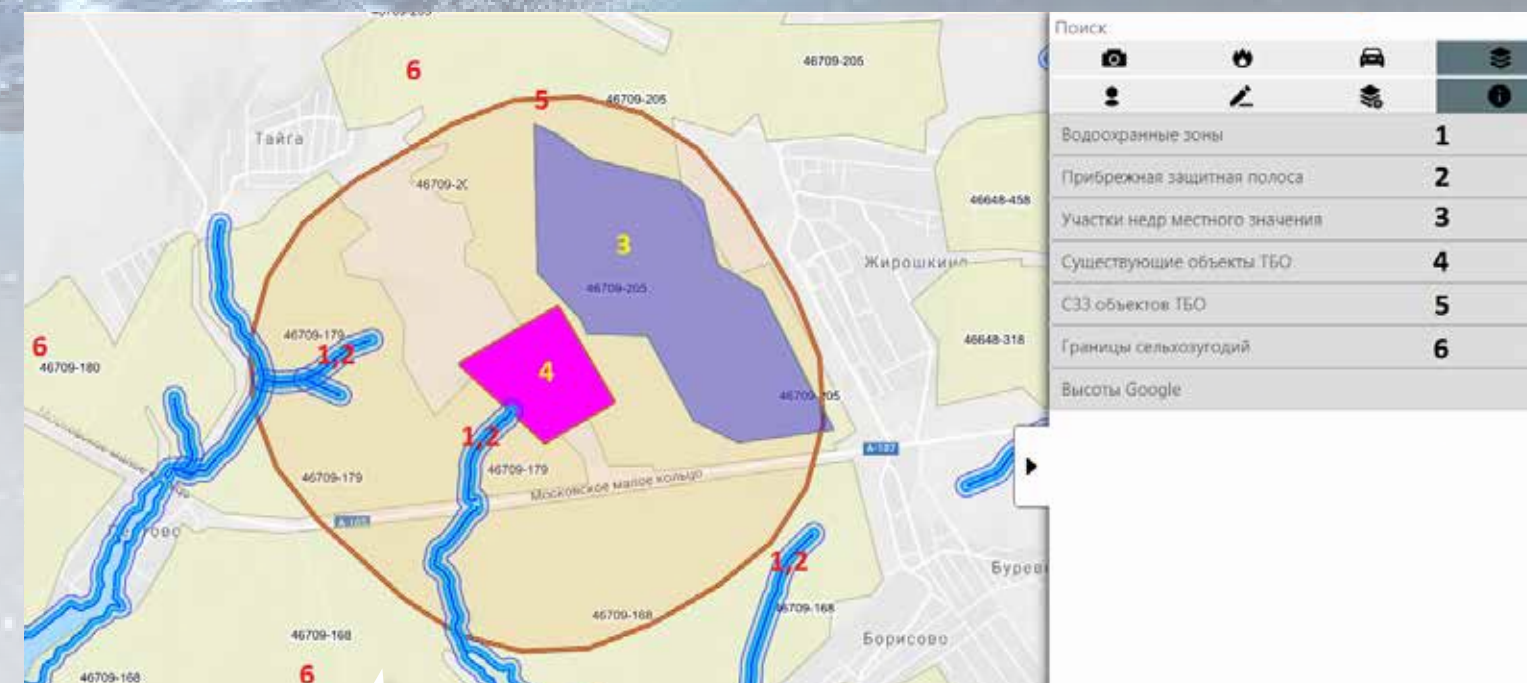 46709-205
6
5
46709-205
Тайга
46709-2С
3
46709-205
Жирошкино
46648-458
46648-318
6
46709-180
46709-179
1,2
4
46709-205
1,2
46709-179
46709-179
Московское малое кольцо
А-107
А-107
46709-168
1,2
46709-168
46709-168
6
46709-168
Борисово
Поиск
Водоохранные зоны 1
Прибрежная защитная полоса 2
Участки недр местного значения 3
Существующие объекты ТБО 4
СЗЗ объектов ТБО 5
Границы сельхозугодий 6
Высоты Google